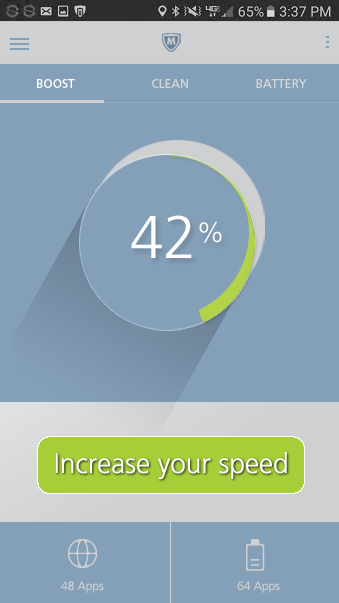 65% 3:37 PM
BOOST CLEAN BATTERY
42%
Increase your speed
48 Apps 64 Apps